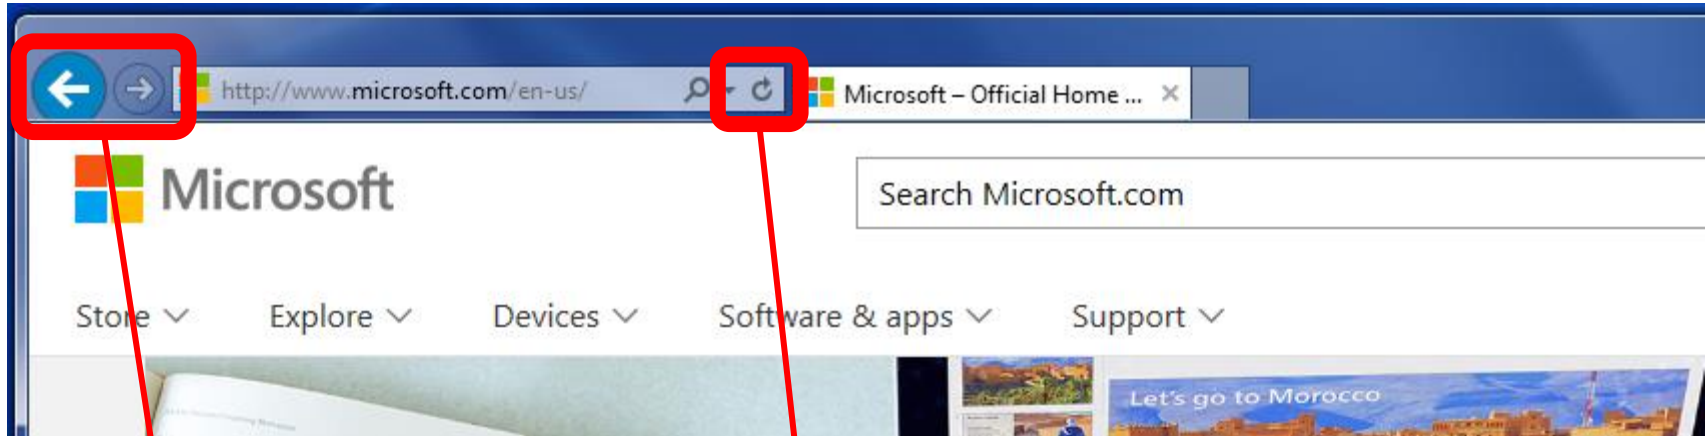 http://www.microsoft.com/en-us/
Microsoft – Official Home ...
Microsoft
Search Microsoft.com
Store Explore Devices Software & apps Support
Let's go to Morocco